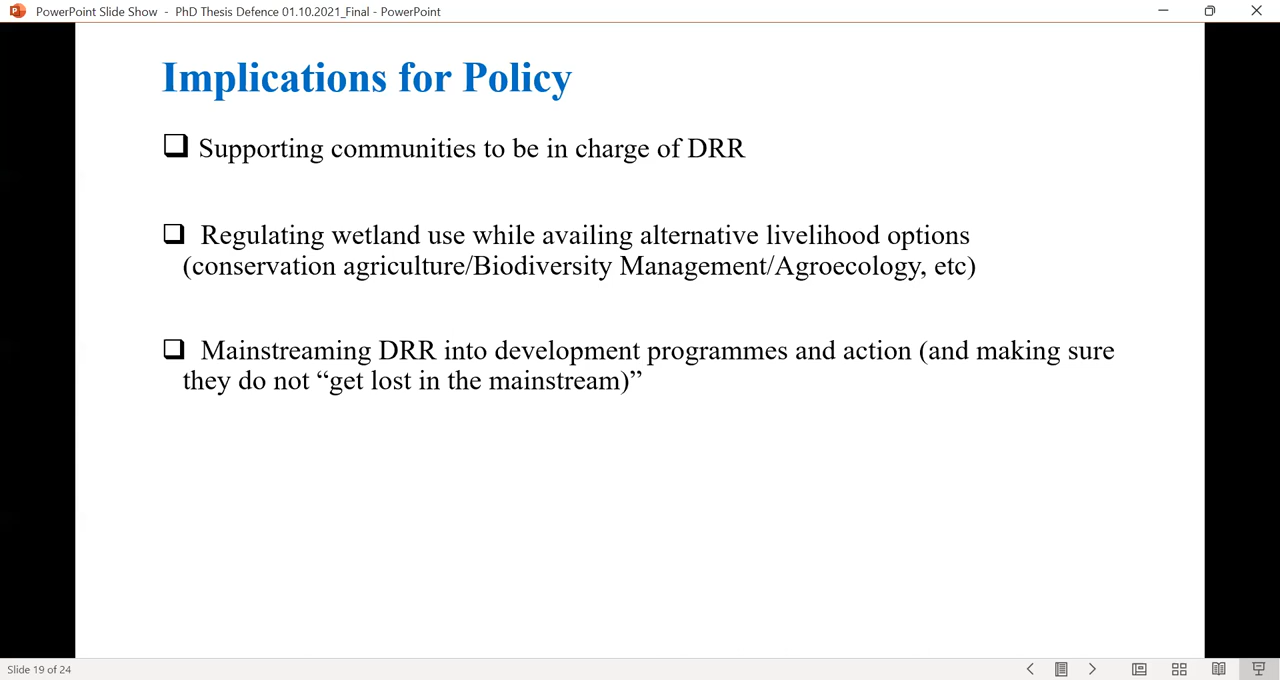 PowerPoint Slide Show - PhD Thesis Defence 01.10.2021_Final - PowerPoint
Implications for Policy
Supporting communities to be in charge of DRR
Regulating wetland use while availing alternative livelihood options
(conservation agriculture/Biodiversity Management/Agroecology, etc)
Mainstreaming DRR into development programmes and action (and making sure
they do not “get lost in the mainstream)”
Slide 19 of 24